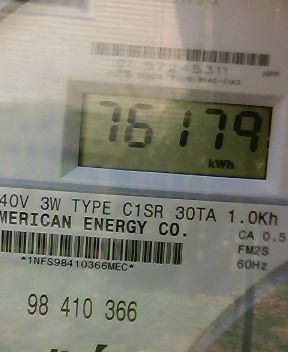 76179
kWh
40V 3W TYPE C1SR 30TA 1.0Kh
MERICAN ENERGY CO.
CA 0.5
FM2S
*1NFS98410366MEC*
60Hz
98 410 366